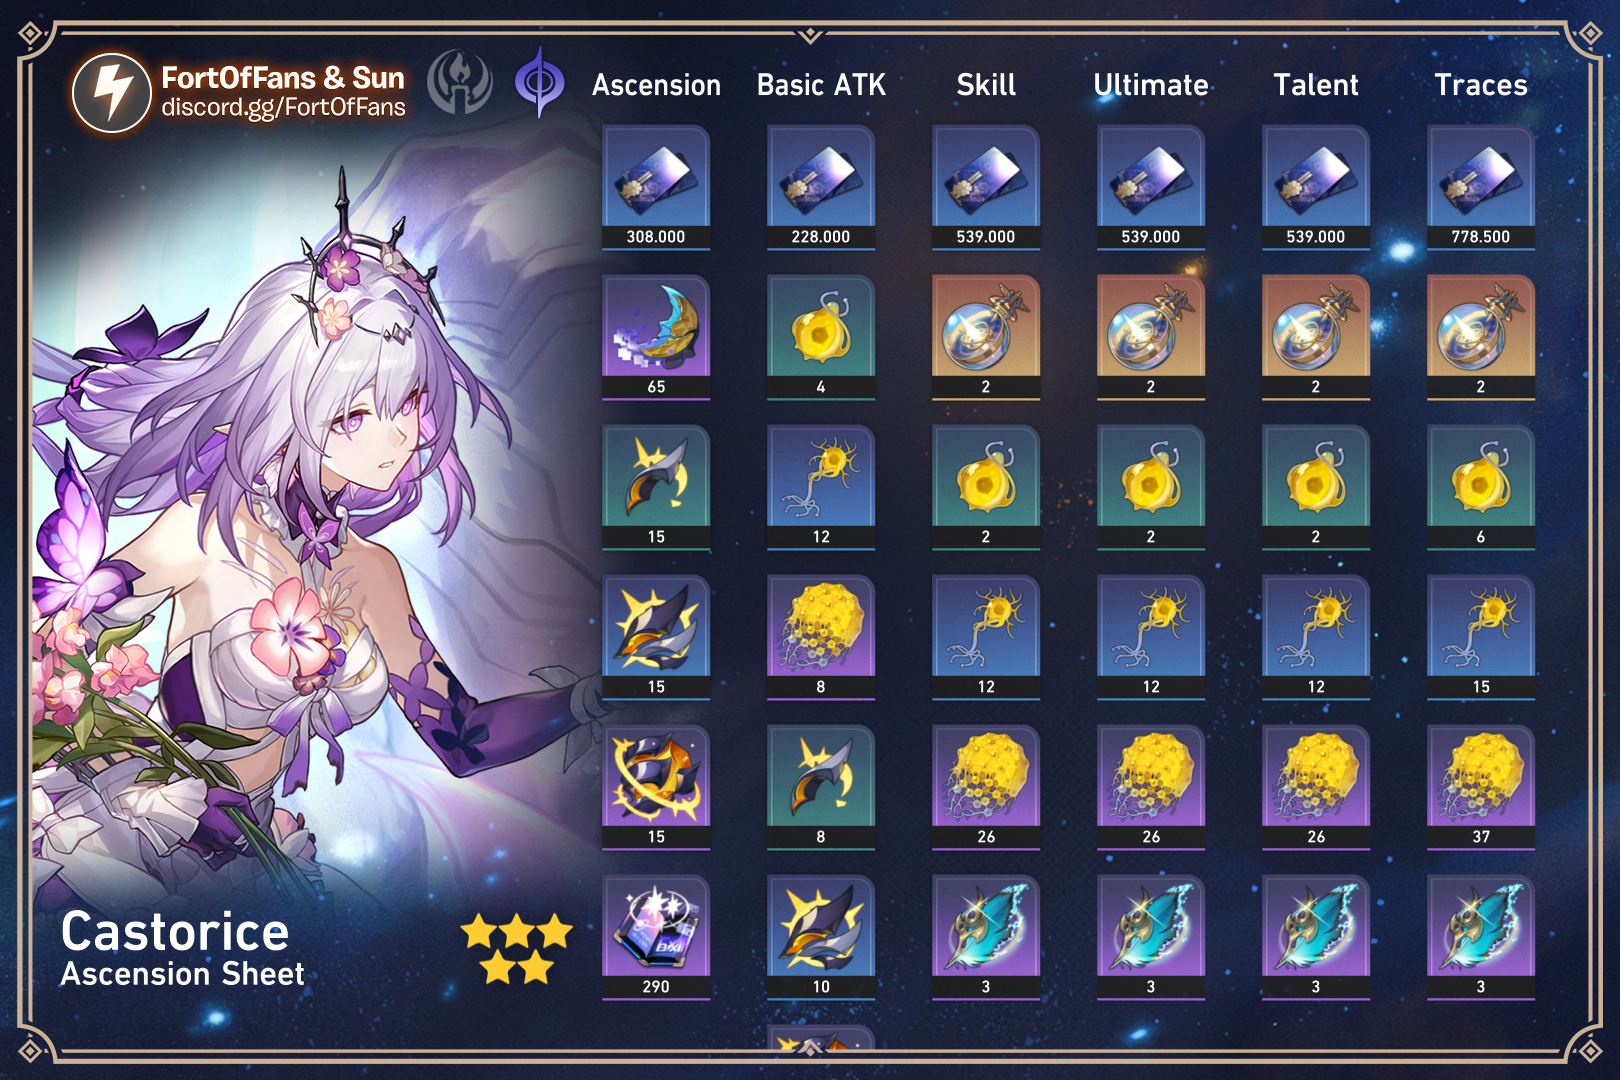 FortOfFans & Sun
discord.gg/FortOfFans
Ascension Basic ATK Skill Ultimate Talent Traces
308.000 228.000 539.000 539.000 539.000 778.500
65 4 2 2 2 2
15 12 2 2 2 6
15 8 12 12 12 15
15 8 26 26 26 37
290 10 3 3 3 3
Castorice
Ascension Sheet